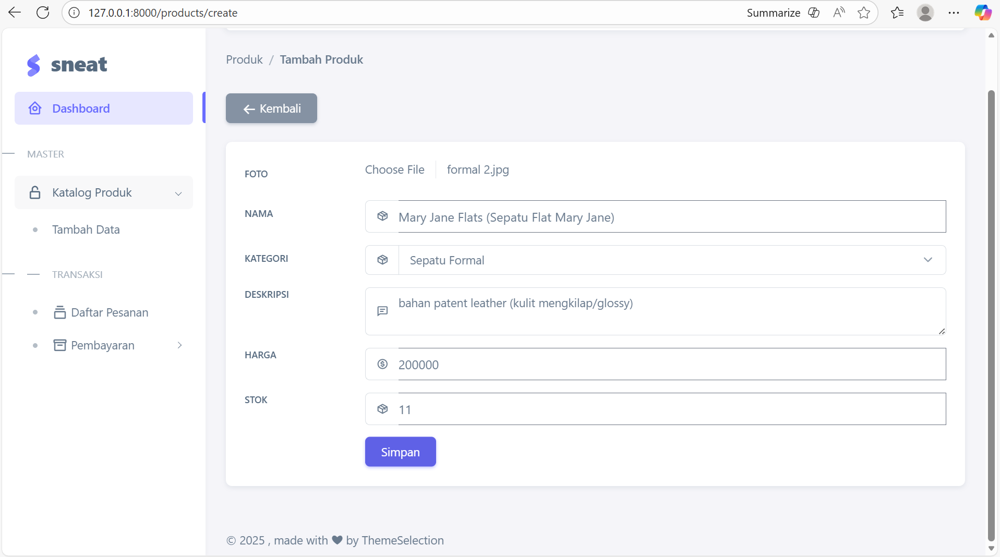 127.0.0.1:8000/products/create
Summarize
sneat
Dashboard
MASTER
Katalog Produk
Tambah Data
TRANSAKSI
Daftar Pesanan
Pembayaran
Produk / Tambah Produk
← Kembali
FOTO
Choose File formal 2.jpg
NAMA
Mary Jane Flats (Sepatu Flat Mary Jane)
KATEGORI
Sepatu Formal
DESKRIPSI
bahan patent leather (kulit mengkilap/glossy)
HARGA
200000
STOK
11
Simpan
© 2025 , made with ❤ by ThemeSelection